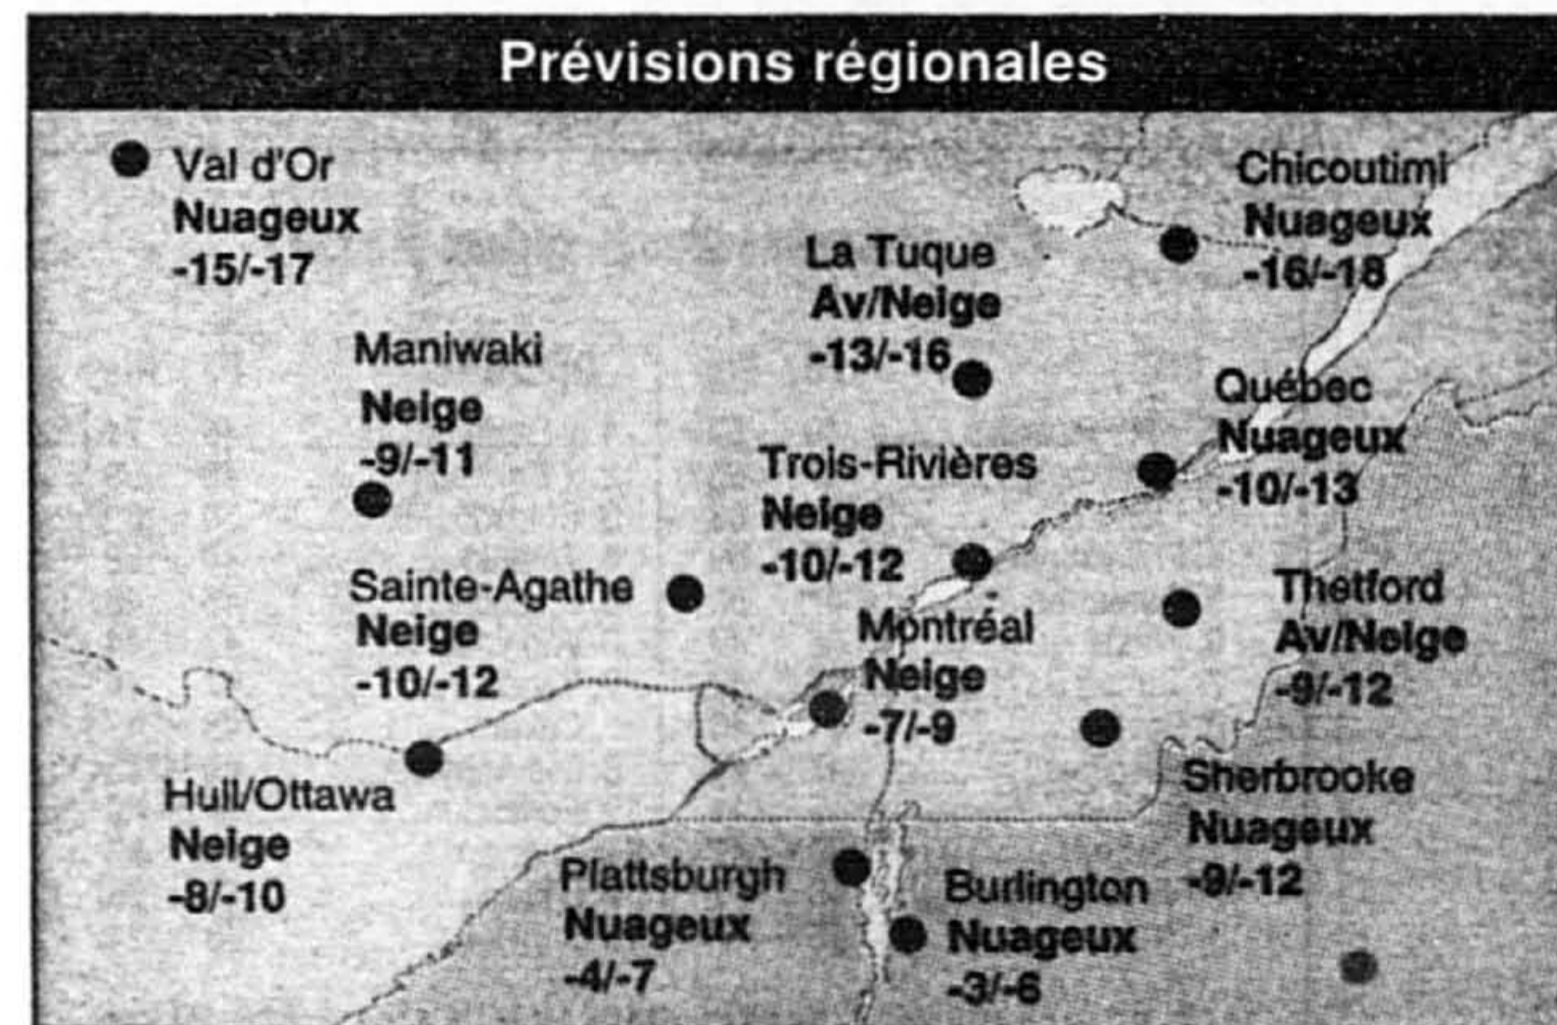 Prévisions régionales
Val d'Or
Nuageux
-15/-17
Chicoutimi
Nuageux
-16/-18
La Tuque
Av/Neige
-13/-16
Maniwaki
Neige
-9/-11
Québec
Nuageux
-10/-13
Trois-Rivières
Neige
-10/-12
Sainte-Agathe
Neige
-10/-12
Thetford
Av/Neige
-9/-12
Montréal
Neige
-7/-9
Hull/Ottawa
Neige
-8/-10
Sherbrooke
Nuageux
-9/-12
Plattsburgh
Nuageux
-4/-7
Burlington
Nuageux
-3/-6